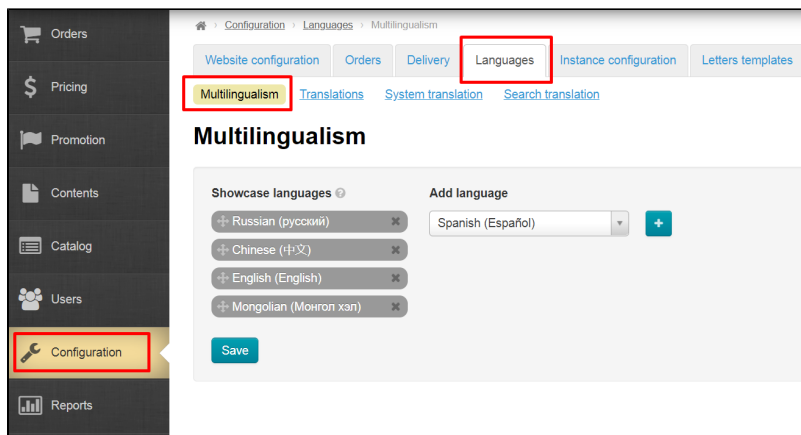 Configuration › Languages › Multilingualism
Orders
Pricing
Promotion
Contents
Catalog
Users
Configuration
Reports
Website configuration Orders Delivery Languages Instance configuration Letters templates
Multilingualism Translations System translation Search translation
Multilingualism
Showcase languages ?
Russian (русский)
Chinese (中文)
English (English)
Mongolian (Монгол хэл)
Save
Add language
Spanish (Español)